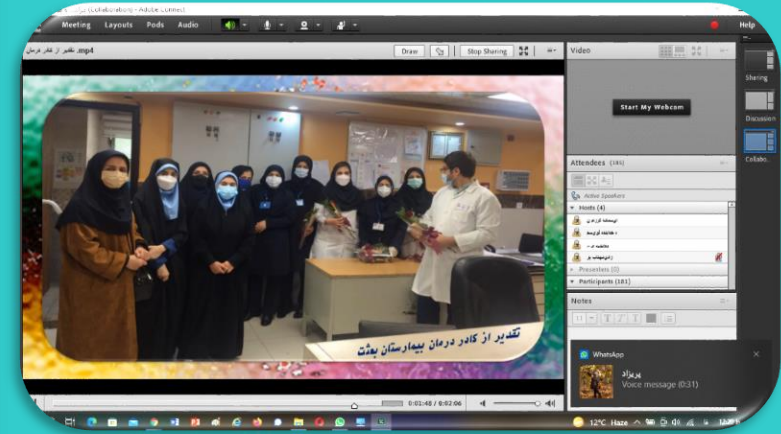 (Collaboration) - Adobe Connect
Meeting Layouts Pods Audio
Help
تقدیر از کادر درمان.mp4
Draw
Stop Sharing
Video
Start My Webcam
Sharing
Discussion
Collabo...
Attendees (191)
Active Speakers
Hosts (4)
Presenters (0)
Participants (181)
Notes
تقدیر از کادر درمان بیمارستان بعثت
WhatsApp
پریزاد
Voice message (0:31)
0:01:48 / 0:02:06
12°C Haze